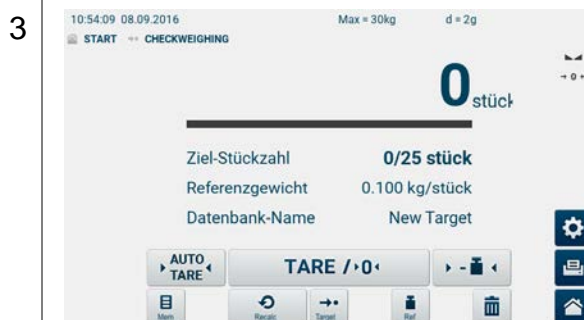 3
10:54:09 08.09.2016 Max = 30kg d = 2g
START CHECKWEIGHING
→ 0 ←
0 stück
Ziel-Stückzahl 0/25 stück
Referenzgewicht 0.100 kg/stück
Datenbank-Name New Target
AUTO TARE TARE / →0←
Mem Recalc Target Ref